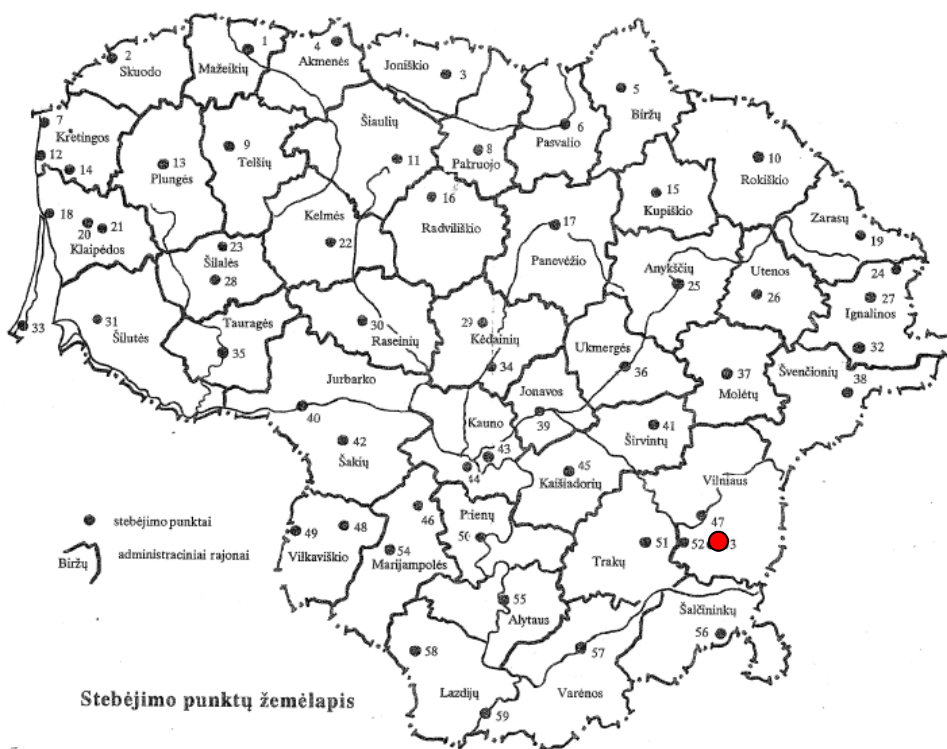 1
2
4
Skuodo
Mažeikių
Akmenės
Joniškio
3
5
Biržų
7
Kretingos
Šiaulių
6
Pasvalio
12
14
13
Plungės
9
Telšių
11
8
Pakruojo
10
Rokiškio
15
Kupiškio
16
Radviliškio
17
Panevėžio
18
20
21
Klaipėdos
Kelmės
22
Zarasų
19
23
Šilalės
28
Anykščių
25
Utenos
26
24
27
Ignalinos
33
31
Šilutės
Tauragės
35
30
Raseinių
29
Kėdainių
34
Ukmergės
36
32
Švenčionių
38
37
Molėtų
Jurbarko
40
Jonavos
39
Kauno
43
44
41
Širvintų
42
Šakių
45
Kaišiadorių
Vilniaus
47
46
Prienų
50
49
48
Vilkaviškio
54
Marijampolės
51
Trakų
52
3
stebėjimo punktai
Biržų
administraciniai rajonai
55
Alytaus
Šalčininkų
56
58
57
Lazdijų
59
Varėnos
Stebėjimo punktų žemėlapis